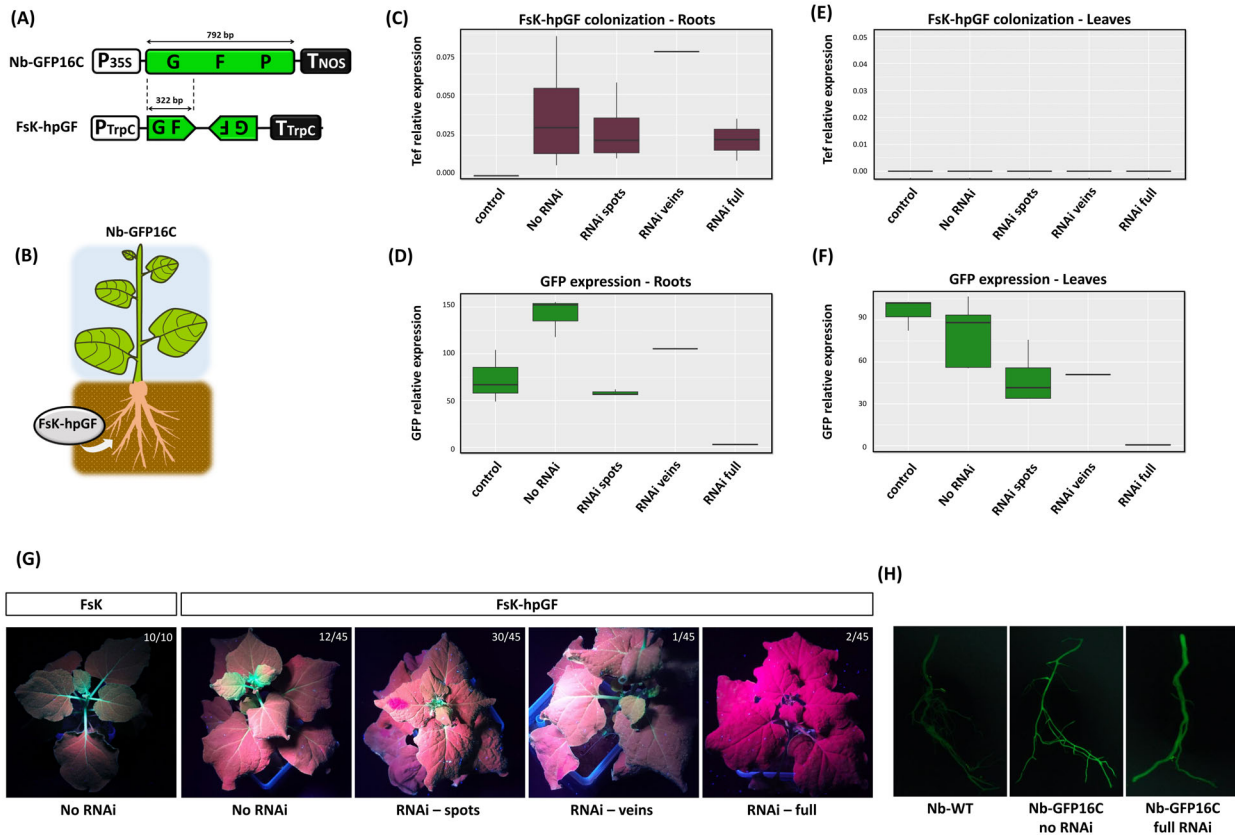 (A)
792 bp
Nb-GFP16C
P35S
G F P
TNOS
322 bp
FsK-hpGF
PTrpC
GF
GF
TTrpC
(B)
Nb-GFP16C
FsK-hpGF
(C)
FsK-hpGF colonization - Roots
Tef relative expression
0.075
0.050
0.025
0.000
control
No RNAi
RNAi spots
RNAi veins
RNAi full
(D)
GFP expression - Roots
GFP relative expression
150
100
50
0
control
No RNAi
RNAi spots
RNAi veins
RNAi full
(E)
FsK-hpGF colonization - Leaves
Tef relative expression
0.05
0.04
0.03
0.02
0.01
0.00
control
No RNAi
RNAi spots
RNAi veins
RNAi full
(F)
GFP expression - Leaves
GFP relative expression
90
60
30
0
control
No RNAi
RNAi spots
RNAi veins
RNAi full
(G)
FsK
FsK-hpGF
10/10
12/45
30/45
1/45
2/45
No RNAi
No RNAi
RNAi – spots
RNAi – veins
RNAi – full
(H)
Nb-WT
Nb-GFP16C
no RNAi
Nb-GFP16C
full RNAi